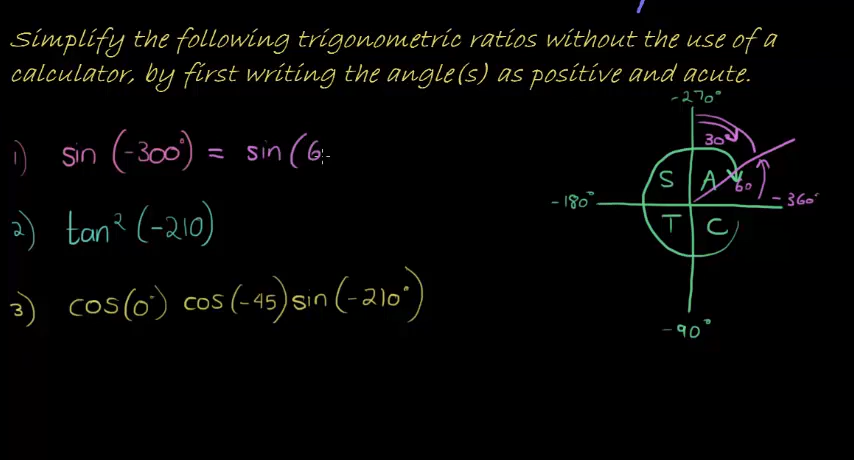 Simplify the following trigonometric ratios without the use of a
calculator, by first writing the angle(s) as positive and acute.
-270°
1) sin (-300°) = sin (6
30°
S A 60
-180° -360°
T C
2) tan² (-210)
3) cos(0°) cos(-45) sin(-210°)
-90°